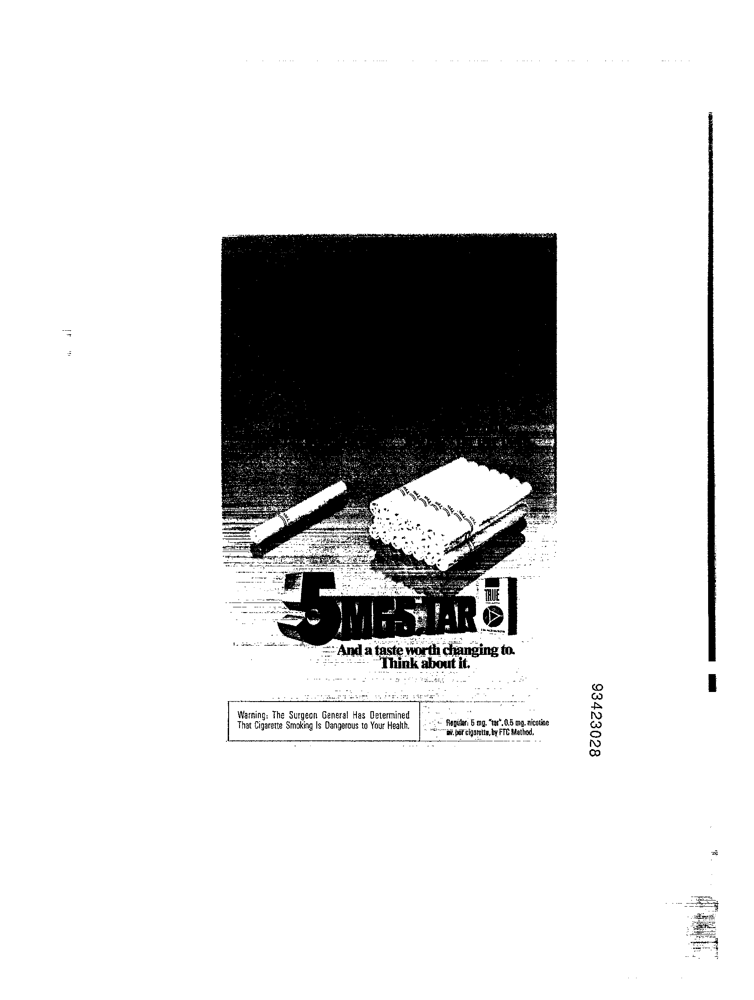 TRUE
5 MGS. TAR
And a taste worth changing to.
Think about it.
Warning: The Surgeon General Has Determined
That Cigarette Smoking Is Dangerous to Your Health.
Regular: 5 mg. "tar", 0.5 mg. nicotine
av. per cigarette, by FTC Method.
93423028